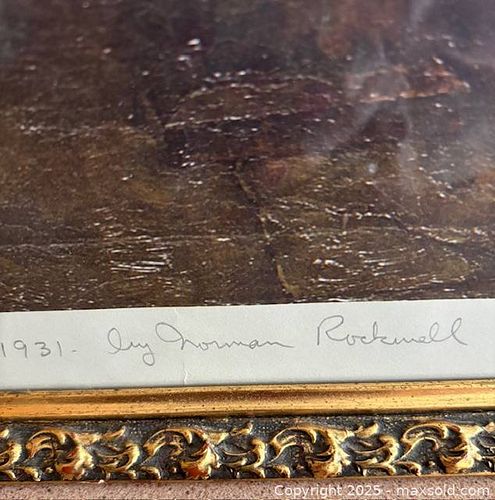 1931- by Norman Rockwell
Copyright 2025 - maxsold.com